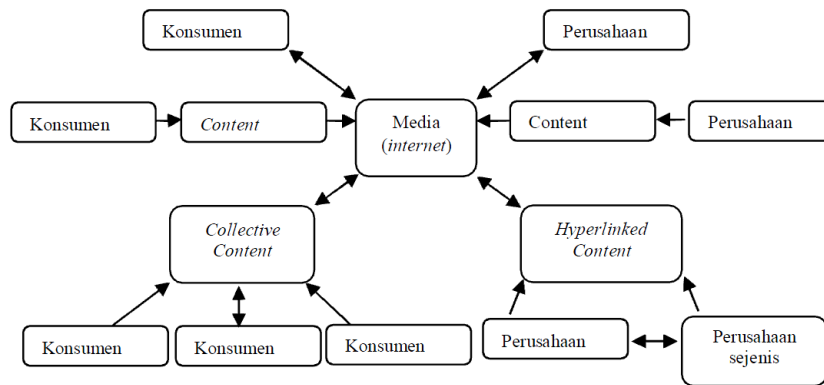 Konsumen
Perusahaan
Konsumen
Content
Media
(internet)
Content
Perusahaan
Collective
Content
Hyperlinked
Content
Konsumen
Konsumen
Konsumen
Perusahaan
Perusahaan
sejenis